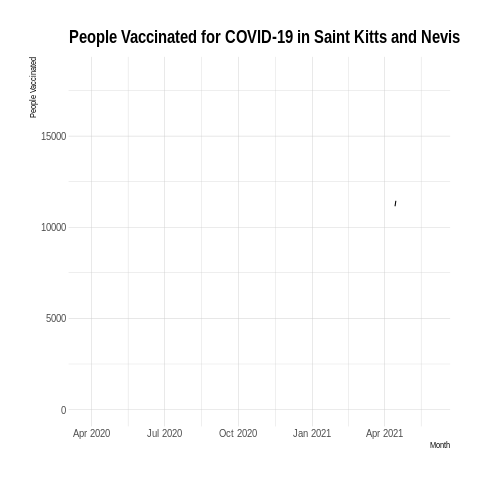 People Vaccinated for COVID-19 in Saint Kitts and Nevis
People Vaccinated
15000
10000
5000
0
Apr 2020 Jul 2020 Oct 2020 Jan 2021 Apr 2021
Month